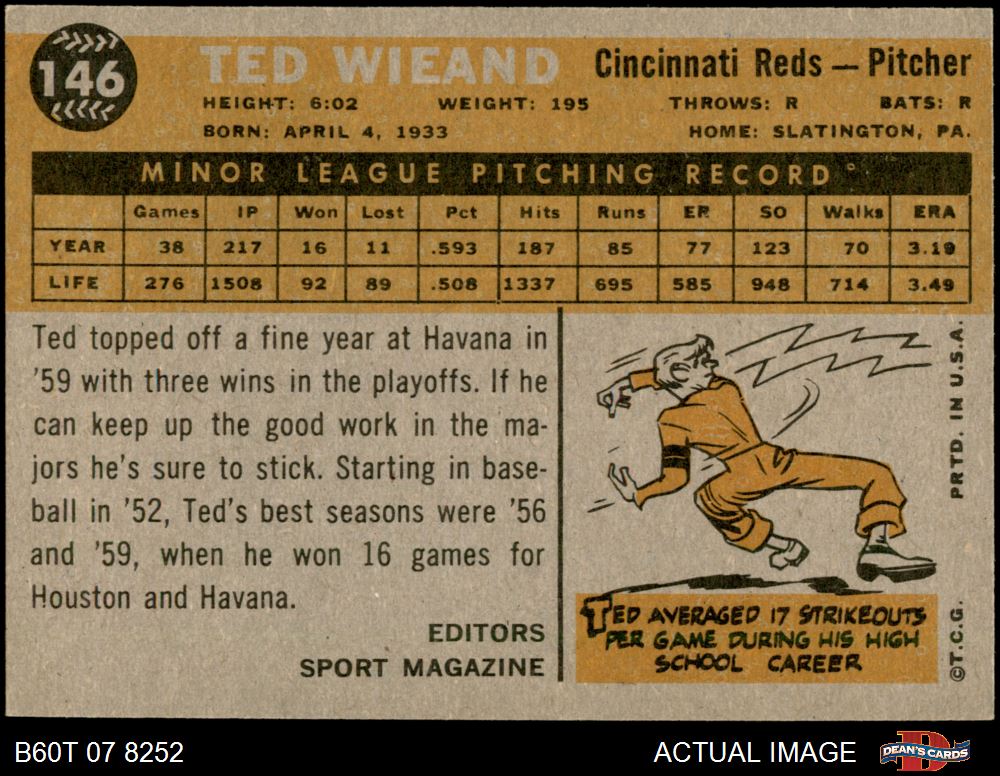 146
TED WIEAND
Cincinnati Reds — Pitcher
HEIGHT: 6:02 WEIGHT: 195 THROWS: R BATS: R
BORN: APRIL 4, 1933 HOME: SLATINGTON, PA.
MINOR LEAGUE PITCHING RECORD
Games IP Won Lost Pct Hits Runs ER SO Walks ERA
YEAR 38 217 16 11 .593 187 85 77 123 70 3.19
LIFE 276 1508 92 89 .508 1337 695 585 948 714 3.49
Ted topped off a fine year at Havana in
'59 with three wins in the playoffs. If he
can keep up the good work in the ma-
jors he's sure to stick. Starting in base-
ball in '52, Ted's best seasons were '56
and '59, when he won 16 games for
Houston and Havana.
EDITORS
SPORT MAGAZINE
TED AVERAGED 17 STRIKEOUTS
PER GAME DURING HIS HIGH
SCHOOL CAREER
©T.C.G. PRTD. IN U.S.A.
B60T 07 8252 ACTUAL IMAGE
D
DEAN'S CARDS